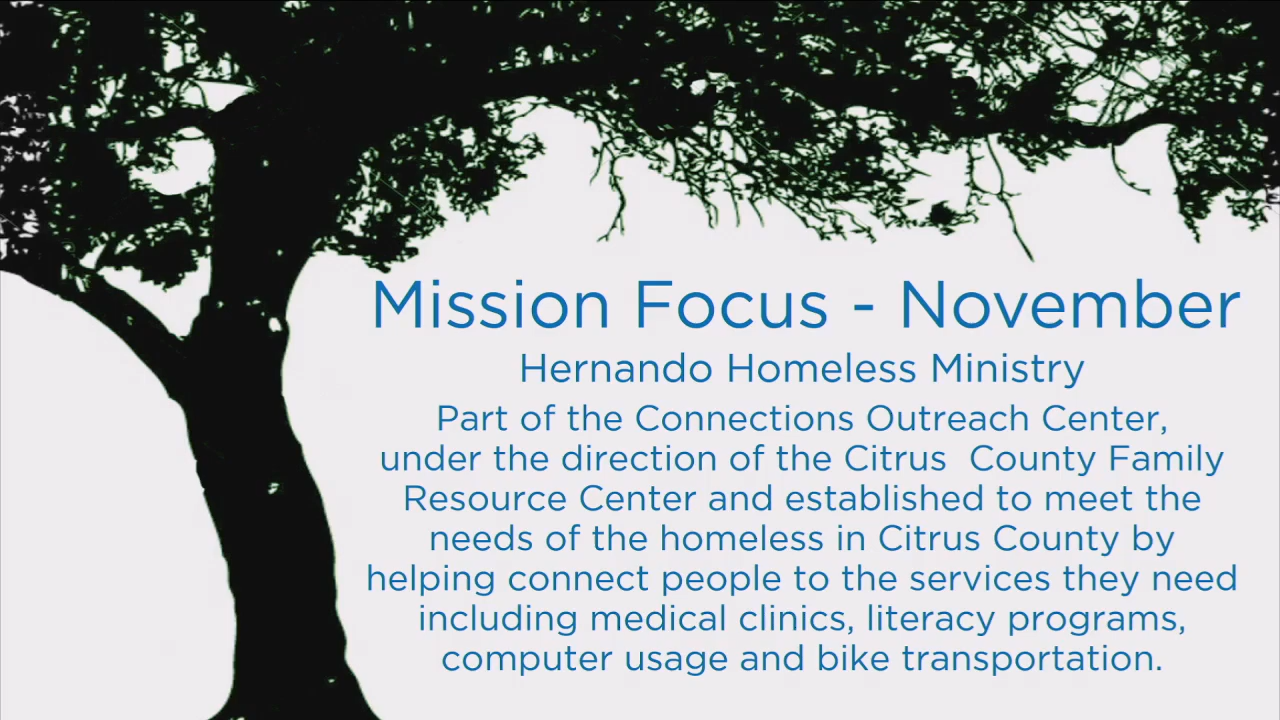 Mission Focus - November
Hernando Homeless Ministry
Part of the Connections Outreach Center,
under the direction of the Citrus  County Family
Resource Center and established to meet the
needs of the homeless in Citrus County by
helping connect people to the services they need
including medical clinics, literacy programs,
computer usage and bike transportation.